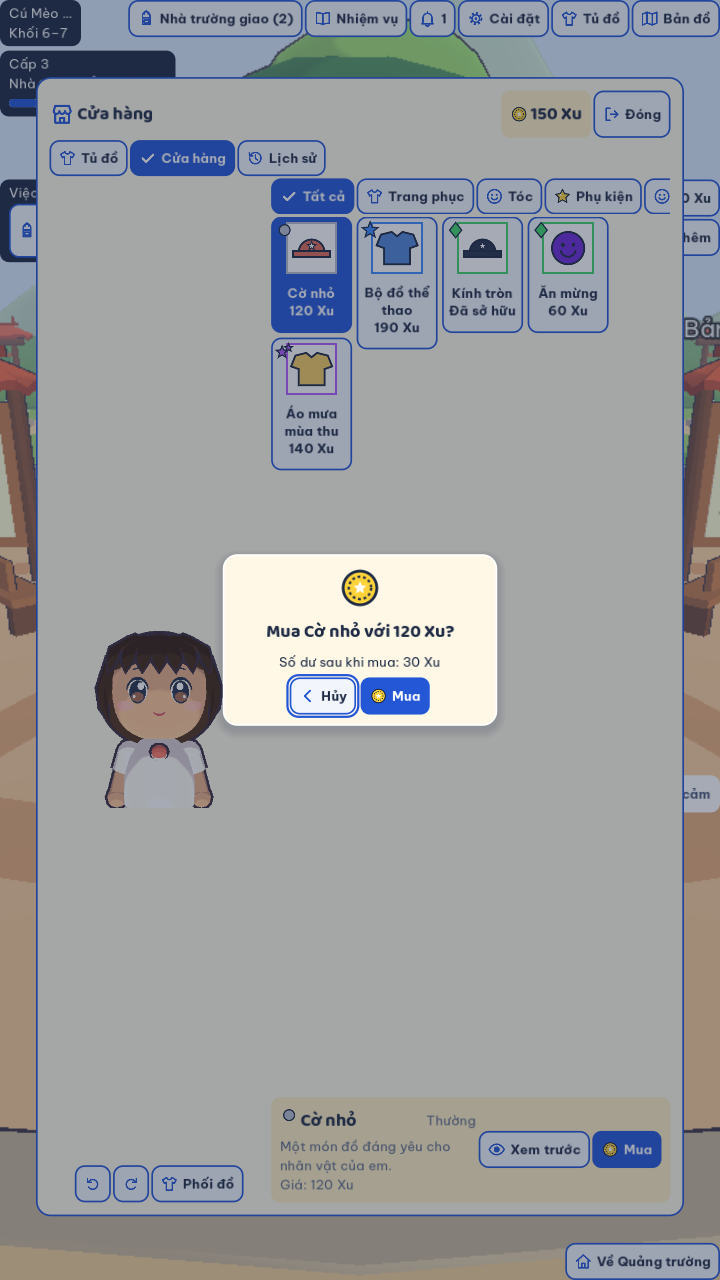 Cú Mèo ...
Khối 6–7
Nhà trường giao (2)
Nhiệm vụ
1
Cài đặt
Tủ đồ
Bản đồ
Cấp 3
Nhà
Cửa hàng
150 Xu
Đóng
Tủ đồ
Cửa hàng
Lịch sử
Việc
Tất cả
Trang phục
Tóc
Phụ kiện
0 Xu
hêm
Cờ nhỏ
120 Xu
Bộ đồ thể
thao
190 Xu
Kính tròn
Đã sở hữu
Ăn mừng
60 Xu
Bản
Áo mưa
mùa thu
140 Xu
Mua Cờ nhỏ với 120 Xu?
Số dư sau khi mua: 30 Xu
Hủy
Mua
cảm
Cờ nhỏ
Thường
Một món đồ đáng yêu cho
nhân vật của em.
Giá: 120 Xu
Xem trước
Mua
Phối đồ
Về Quảng trường